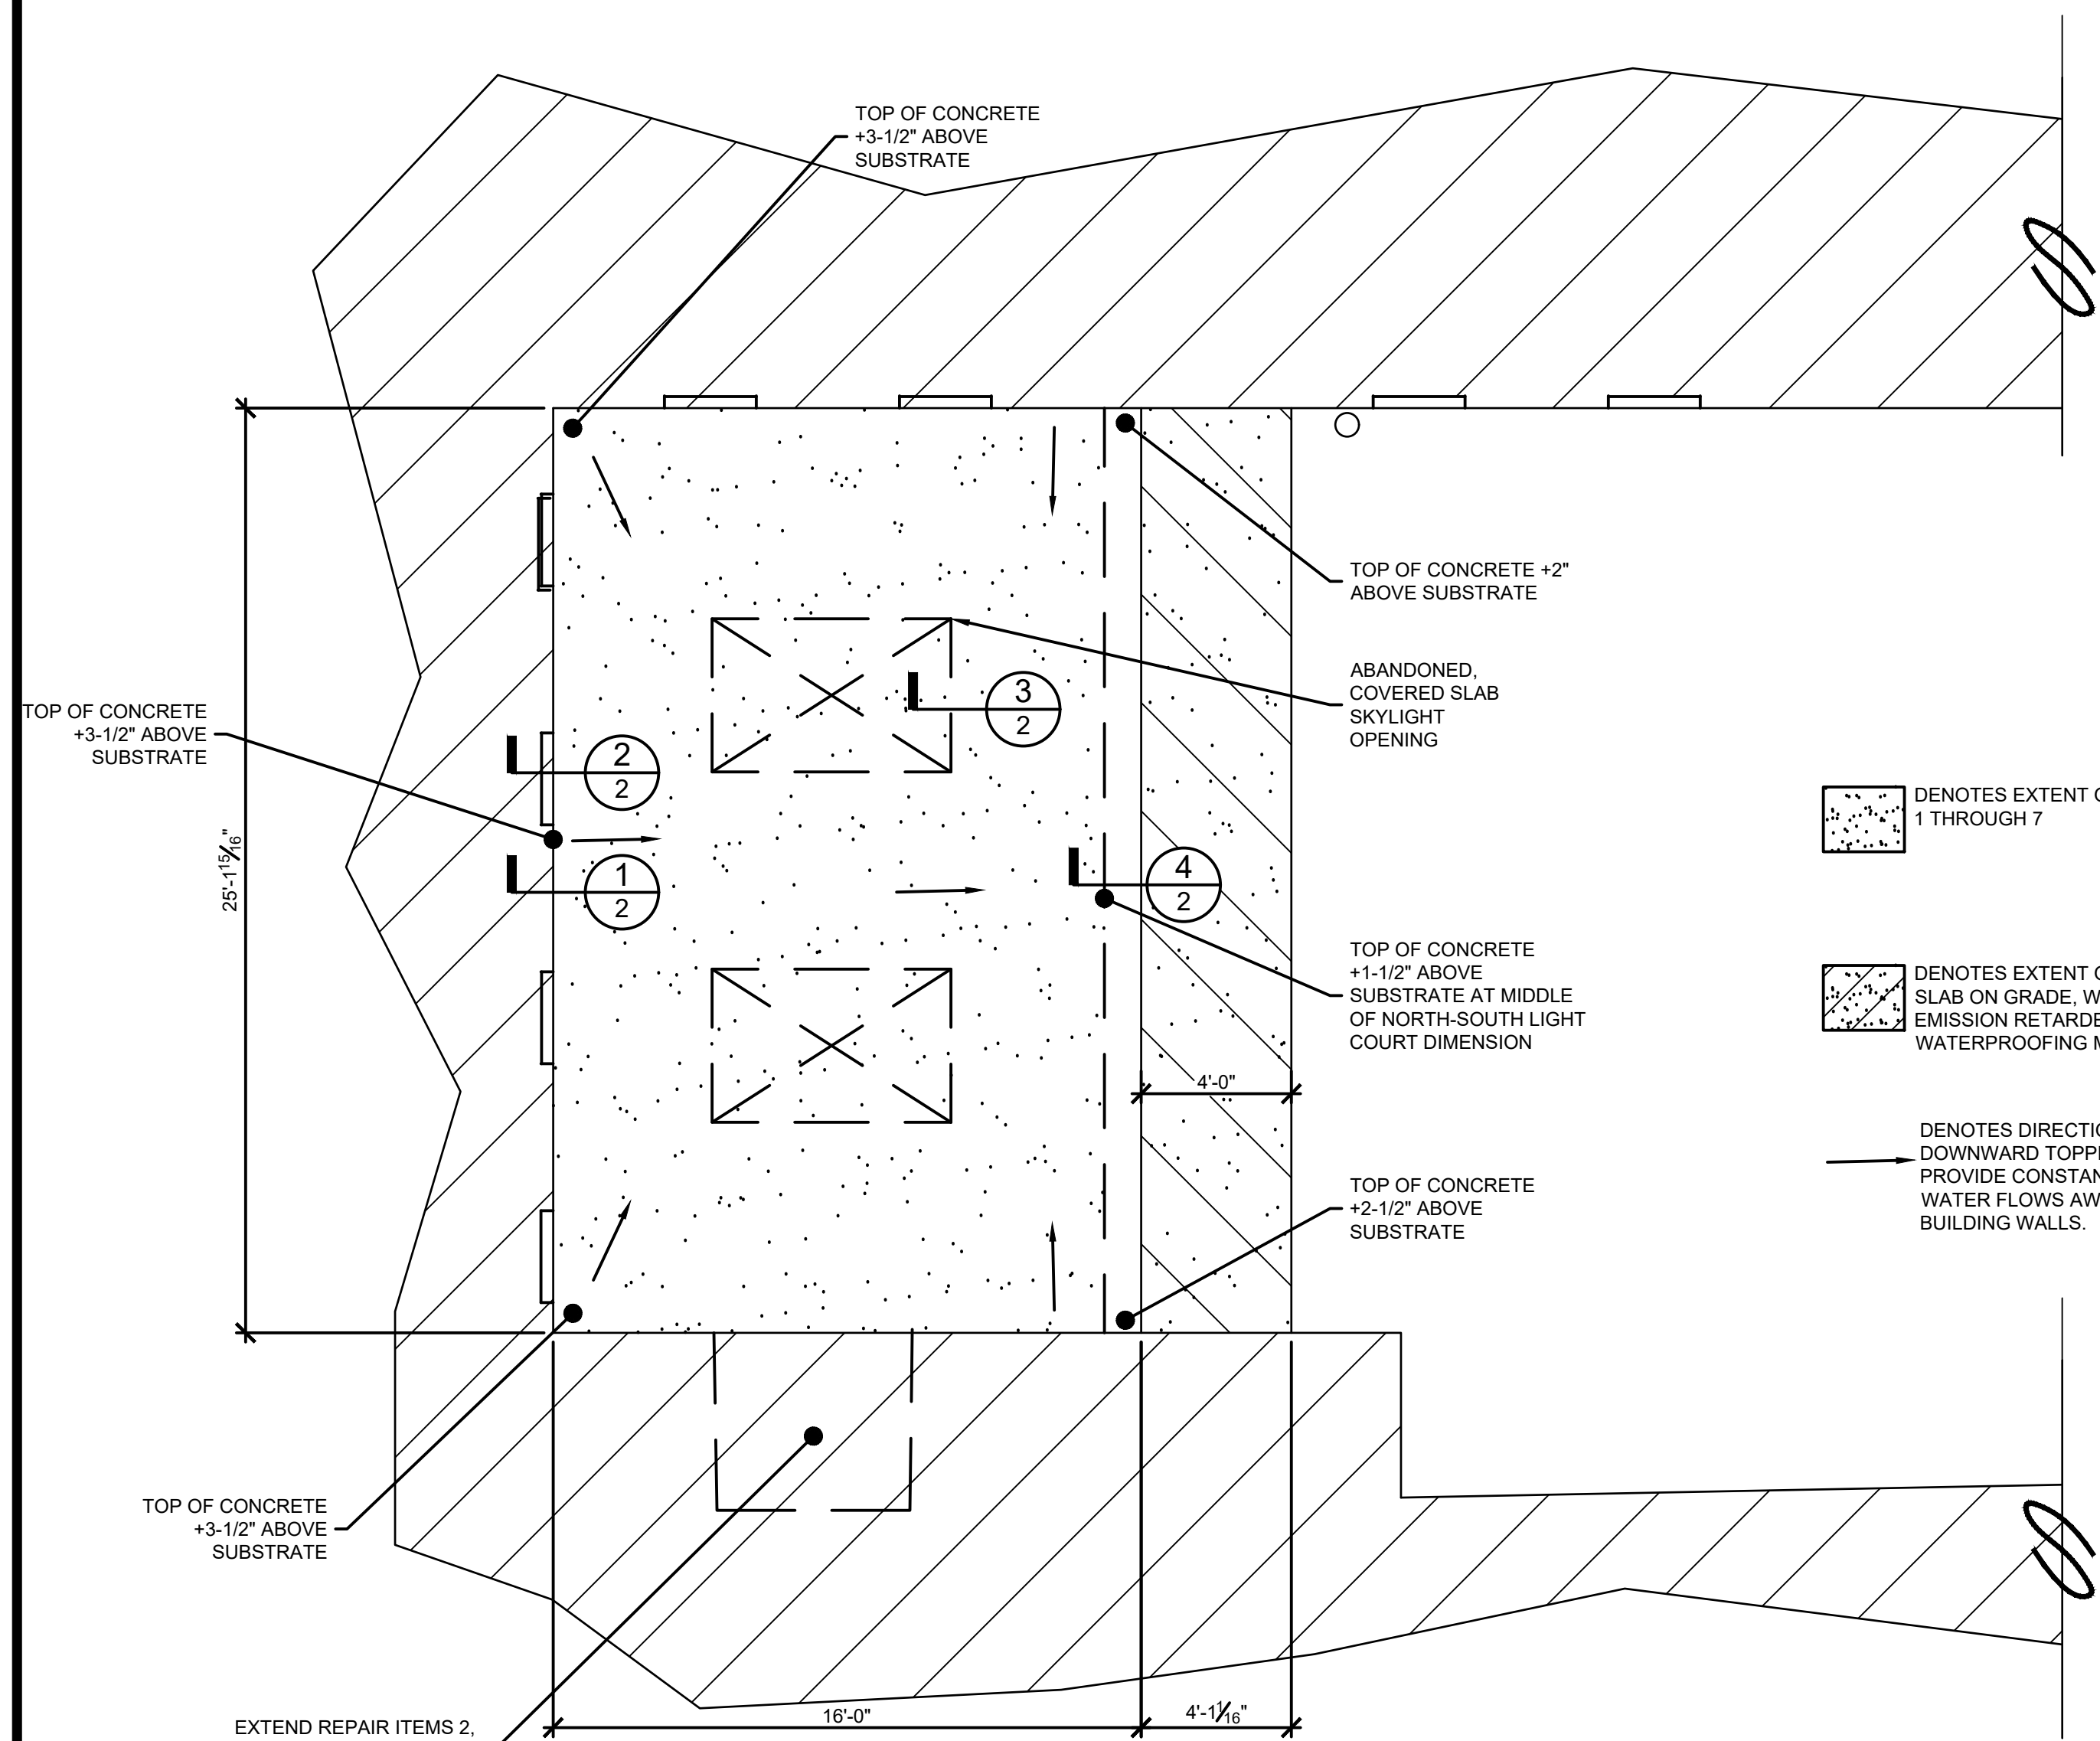 TOP OF CONCRETE
+3-1/2" ABOVE
SUBSTRATE
TOP OF CONCRETE +2"
ABOVE SUBSTRATE
ABANDONED,
COVERED SLAB
SKYLIGHT
OPENING
3
2
TOP OF CONCRETE
+3-1/2" ABOVE
SUBSTRATE
2
2
25'-1 15/16"
1
2
4
2
DENOTES EXTENT
1 THROUGH 7
TOP OF CONCRETE
+1-1/2" ABOVE
SUBSTRATE AT MIDDLE
OF NORTH-SOUTH LIGHT
COURT DIMENSION
DENOTES EXTENT
SLAB ON GRADE, W
EMISSION RETARDE
WATERPROOFING M
4'-0"
DENOTES DIRECTIO
DOWNWARD TOPP
PROVIDE CONSTAN
WATER FLOWS AW
BUILDING WALLS.
TOP OF CONCRETE
+2-1/2" ABOVE
SUBSTRATE
TOP OF CONCRETE
+3-1/2" ABOVE
SUBSTRATE
EXTEND REPAIR ITEMS 2,
16'-0"
4'-1 1/16"